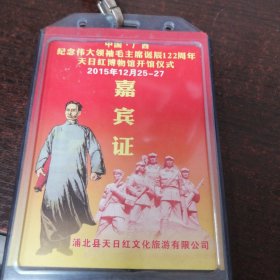 中国·广西
纪念伟大领袖毛主席诞辰122周年
天日红博物馆开馆仪式
2015年12月25-27
嘉宾证
浦北县天日红文化旅游有限公司